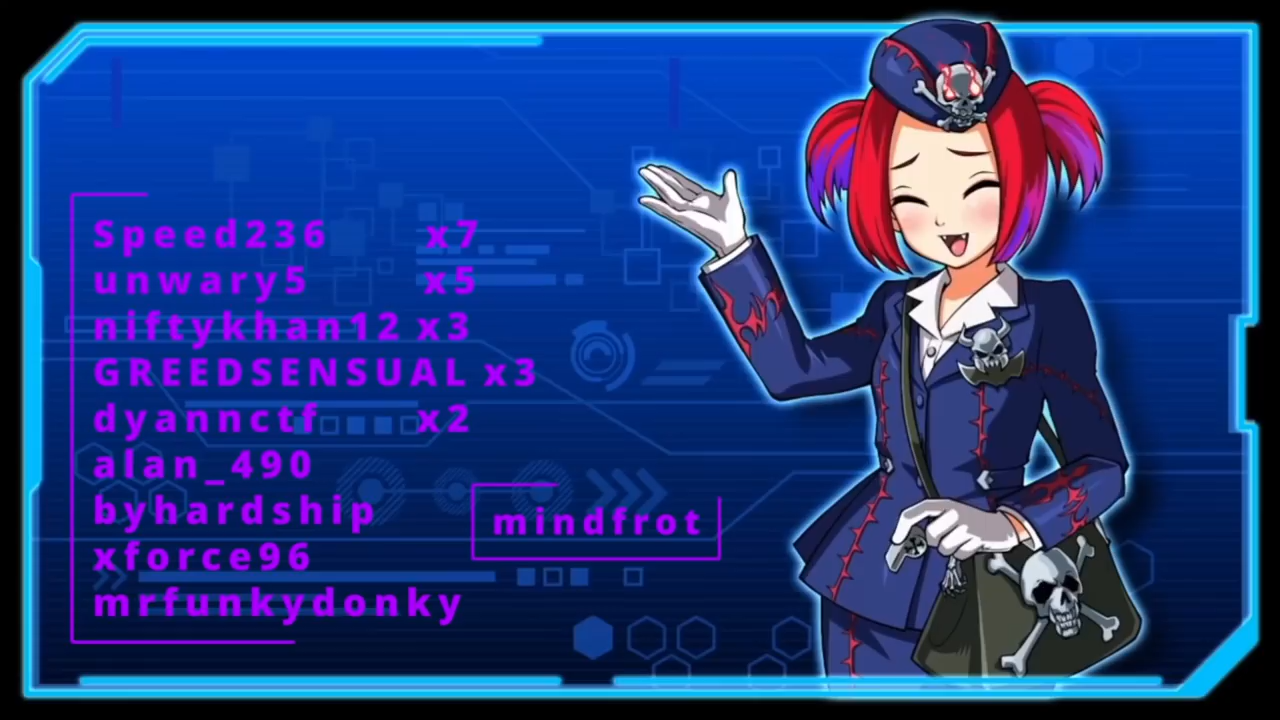 Speed236 x7
unwary5 x5
niftykhan12 x3
GREEDSENSUAL x3
dyannctf x2
alan_490
byhardship
mindfrot
xforce96
mrfunkydonky